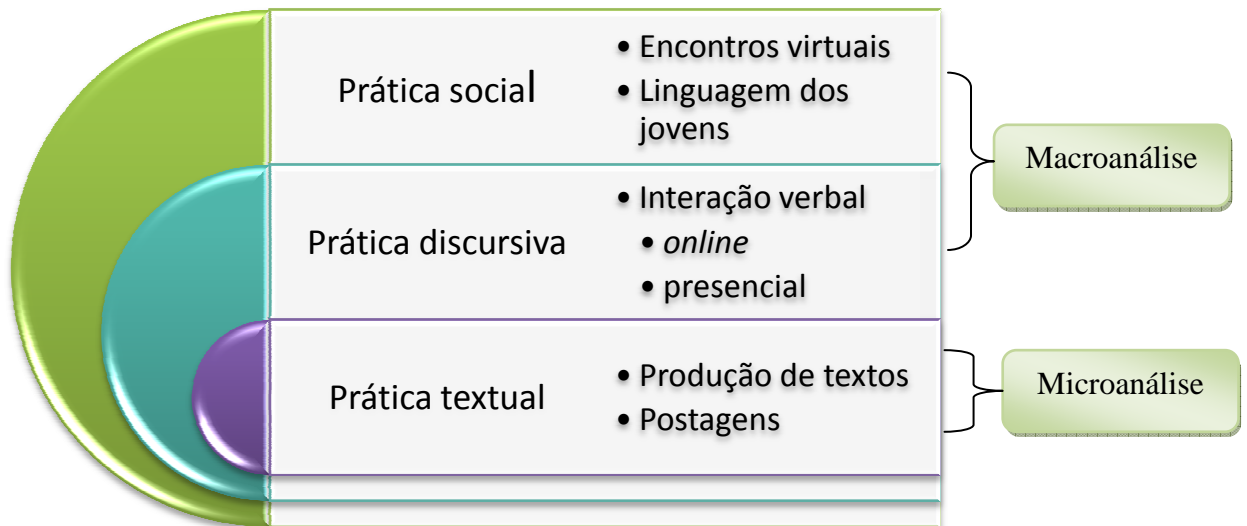 Prática social
• Encontros virtuais
• Linguagem dos
jovens
Macroanálise
Prática discursiva
• Interação verbal
• online
• presencial
Prática textual
• Produção de textos
• Postagens
Microanálise